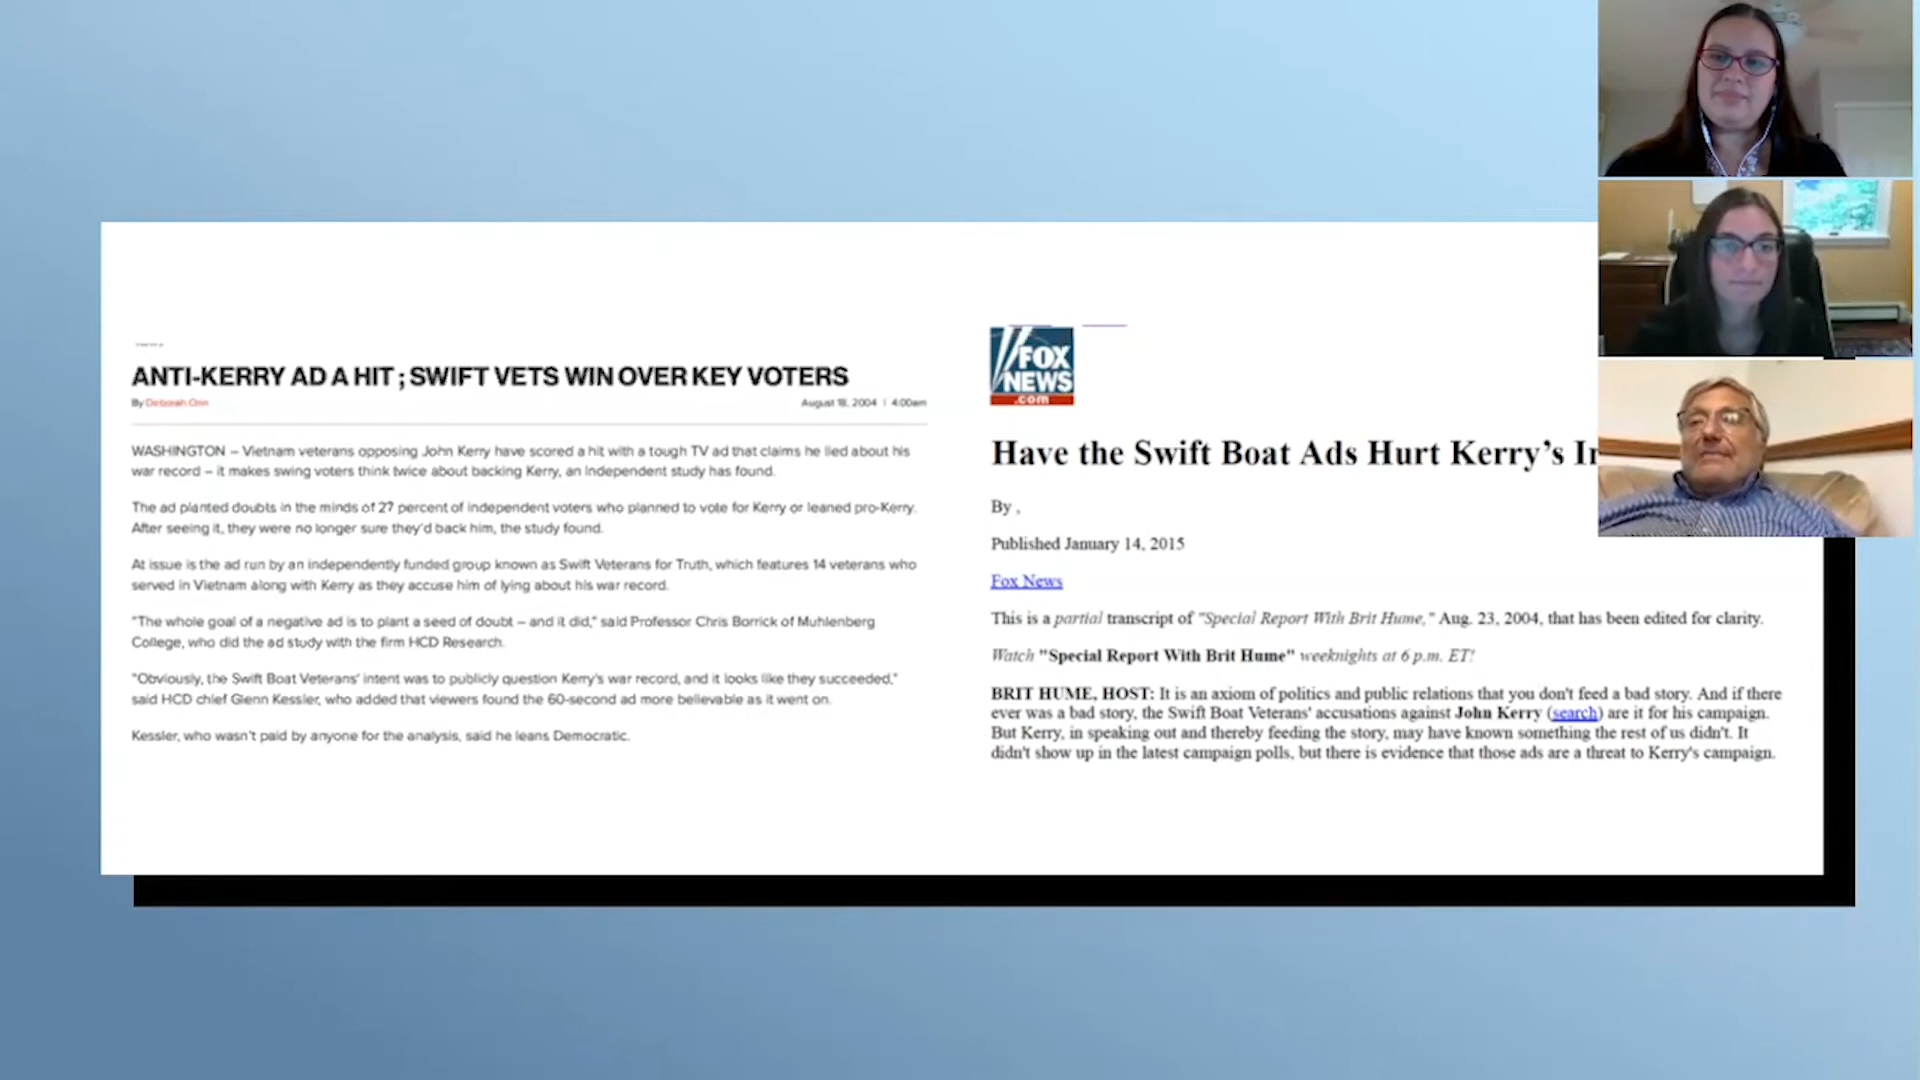 ANTI-KERRY AD A HIT ; SWIFT VETS WIN OVER KEY VOTERS
By Deborah Orin
August 18, 2004 | 4:00am
WASHINGTON – Vietnam veterans opposing John Kerry have scored a hit with a tough TV ad that claims he lied about his
war record – it makes swing voters think twice about backing Kerry, an independent study has found.
The ad planted doubts in the minds of 27 percent of independent voters who planned to vote for Kerry or leaned pro-Kerry.
After seeing it, they were no longer sure they'd back him, the study found.
At issue is the ad run by an independently funded group known as Swift Veterans for Truth, which features 14 veterans who
served in Vietnam along with Kerry as they accuse him of lying about his war record.
"The whole goal of a negative ad is to plant a seed of doubt – and it did," said Professor Chris Borrick of Muhlenberg
College, who did the ad study with the firm HCD Research.
"Obviously, the Swift Boat Veterans' intent was to publicly question Kerry's war record, and it looks like they succeeded,"
said HCD chief Glenn Kessler, who added that viewers found the 60-second ad more believable as it went on.
Kessler, who wasn't paid by anyone for the analysis, said he leans Democratic.
FOX
NEWS
.com
Have the Swift Boat Ads Hurt Kerry's
By ,
Published January 14, 2015
Fox News
This is a partial transcript of "Special Report With Brit Hume," Aug. 23, 2004, that has been edited for clarity.
Watch "Special Report With Brit Hume" weeknights at 6 p.m. ET!
BRIT HUME, HOST: It is an axiom of politics and public relations that you don't feed a bad story. And if there
ever was a bad story, the Swift Boat Veterans' accusations against John Kerry (search) are it for his campaign.
But Kerry, in speaking out and thereby feeding the story, may have known something the rest of us didn't. It
didn't show up in the latest campaign polls, but there is evidence that those ads are a threat to Kerry's campaign.